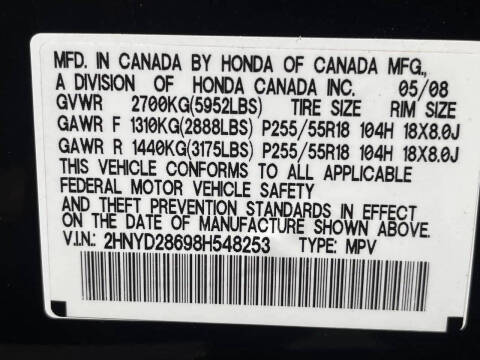 MFD. IN CANADA BY HONDA OF CANADA MFG.,
A DIVISION OF HONDA CANADA INC. 05/08
GVWR 2700KG(5952LBS) TIRE SIZE RIM SIZE
GAWR F 1310KG(2888LBS) P255/55R18 104H 18X8.0J
GAWR R 1440KG(3175LBS) P255/55R18 104H 18X8.0J
THIS VEHICLE CONFORMS TO ALL APPLICABLE
FEDERAL MOTOR VEHICLE SAFETY
AND THEFT PREVENTION STANDARDS IN EFFECT
ON THE DATE OF MANUFACTURE SHOWN ABOVE.
V.I.N.: 2HNYD28698H548253 TYPE: MPV